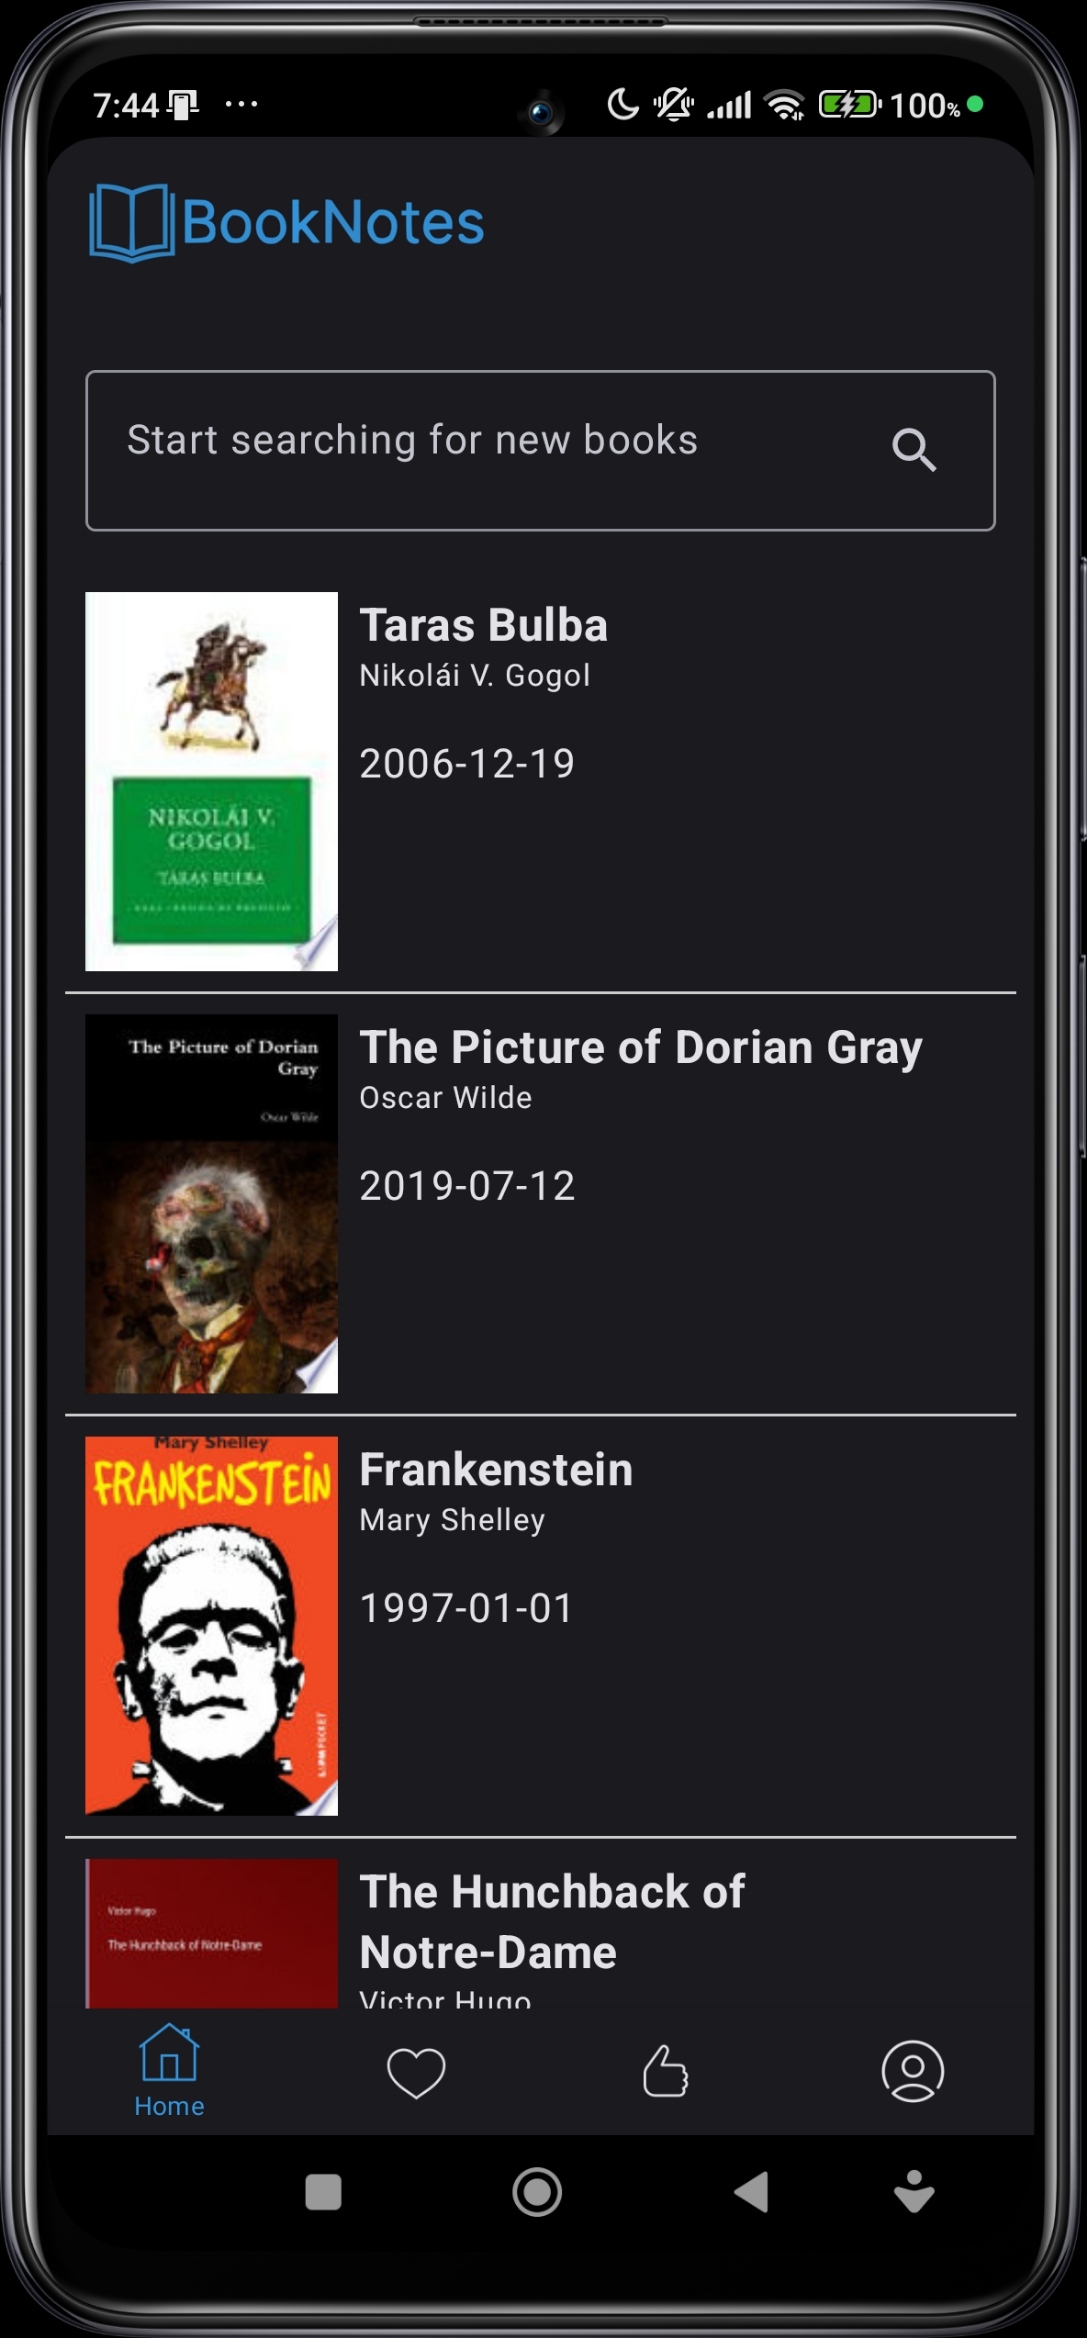 7:44
100%
BookNotes
Start searching for new books
NIKOLÁI V.
GOGOL
TARAS BULBA
Taras Bulba
Nikolái V. Gogol
2006-12-19
The Picture of Dorian
Gray
Oscar Wilde
The Picture of Dorian Gray
Oscar Wilde
2019-07-12
Mary Shelley
FRANKENSTEIN
L&PM POCKET
Frankenstein
Mary Shelley
1997-01-01
Victor Hugo
The Hunchback of Notre-Dame
The Hunchback of
Notre-Dame
Victor Hugo
Home